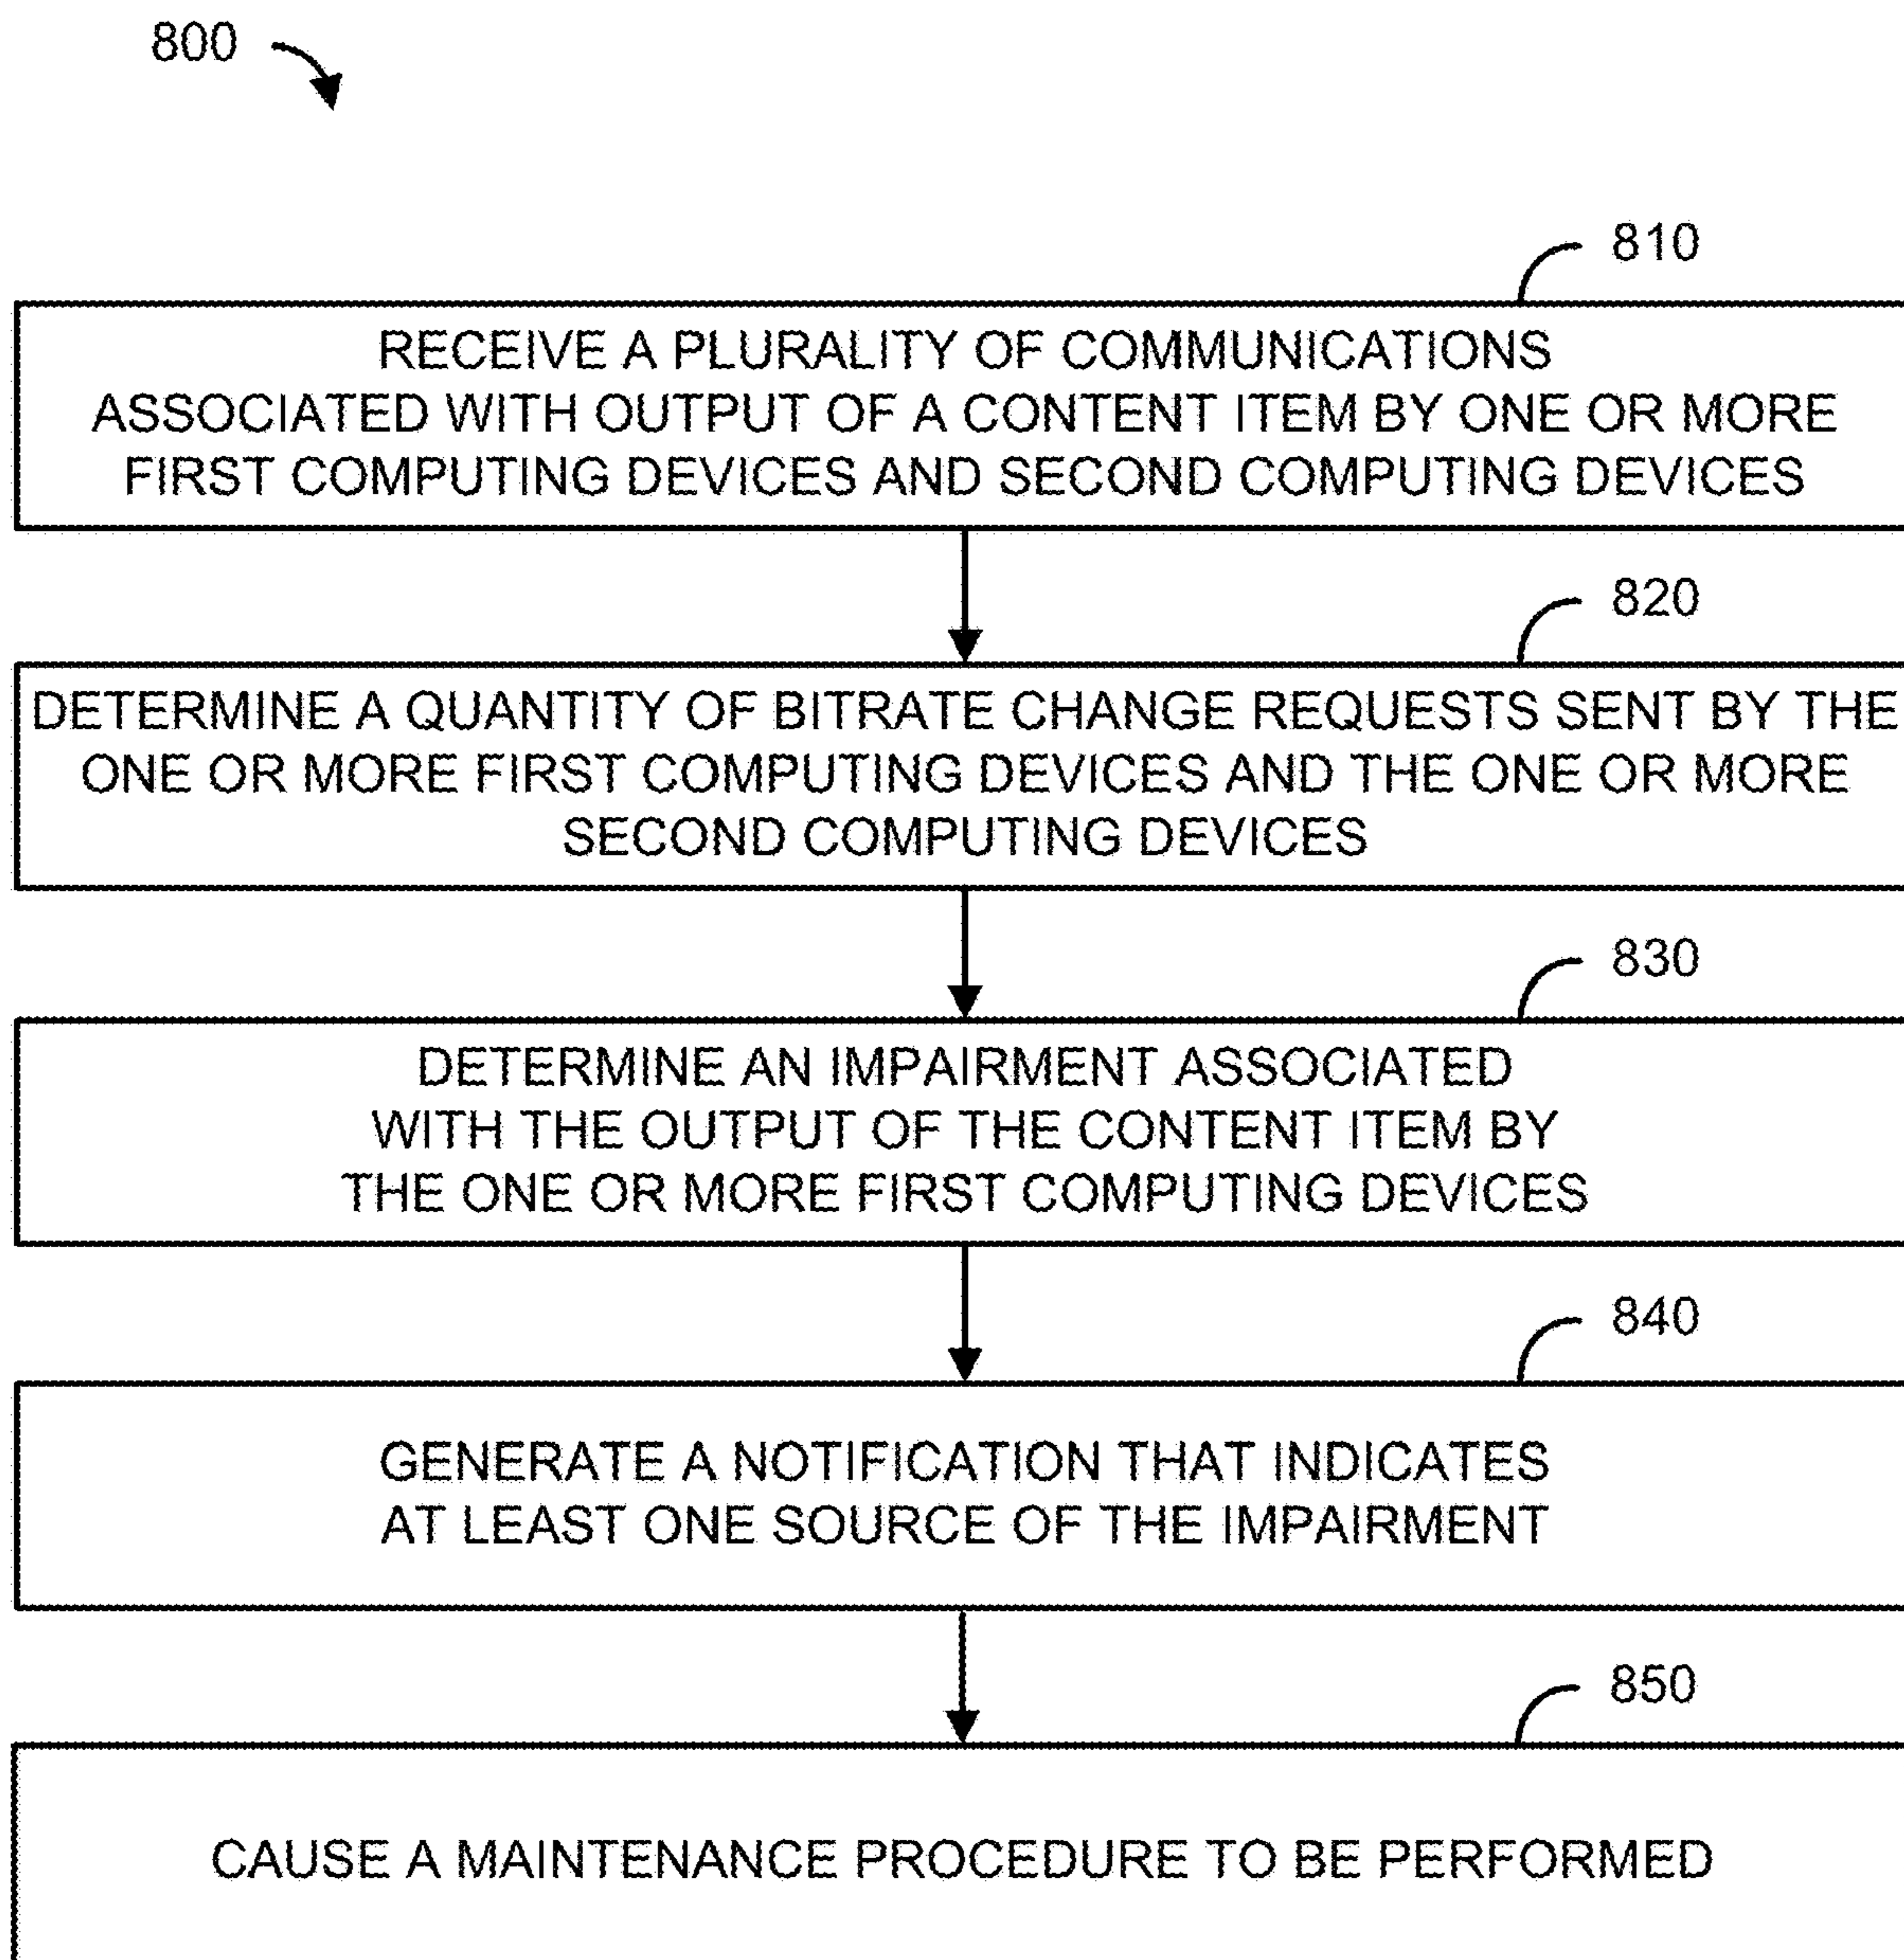 800
810
RECEIVE A PLURALITY OF COMMUNICATIONS
ASSOCIATED WITH OUTPUT OF A CONTENT ITEM BY ONE OR MORE
FIRST COMPUTING DEVICES AND SECOND COMPUTING DEVICES
820
DETERMINE A QUANTITY OF BITRATE CHANGE REQUESTS SENT BY THE
ONE OR MORE FIRST COMPUTING DEVICES AND THE ONE OR MORE
SECOND COMPUTING DEVICES
830
DETERMINE AN IMPAIRMENT ASSOCIATED
WITH THE OUTPUT OF THE CONTENT ITEM BY
THE ONE OR MORE FIRST COMPUTING DEVICES
840
GENERATE A NOTIFICATION THAT INDICATES
AT LEAST ONE SOURCE OF THE IMPAIRMENT
850
CAUSE A MAINTENANCE PROCEDURE TO BE PERFORMED